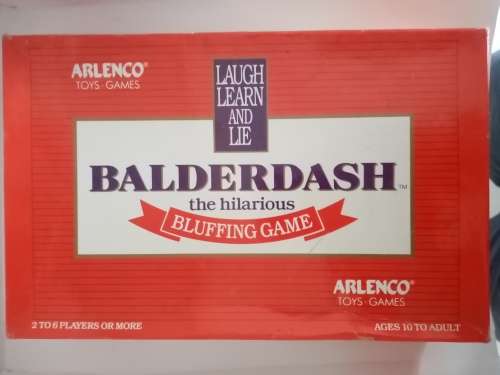 ARLENCO®
TOYS · GAMES
LAUGH
LEARN
AND
LIE
BALDERDASH™
the hilarious
BLUFFING GAME
ARLENCO®
TOYS · GAMES
2 TO 6 PLAYERS OR MORE
AGES 10 TO ADULT